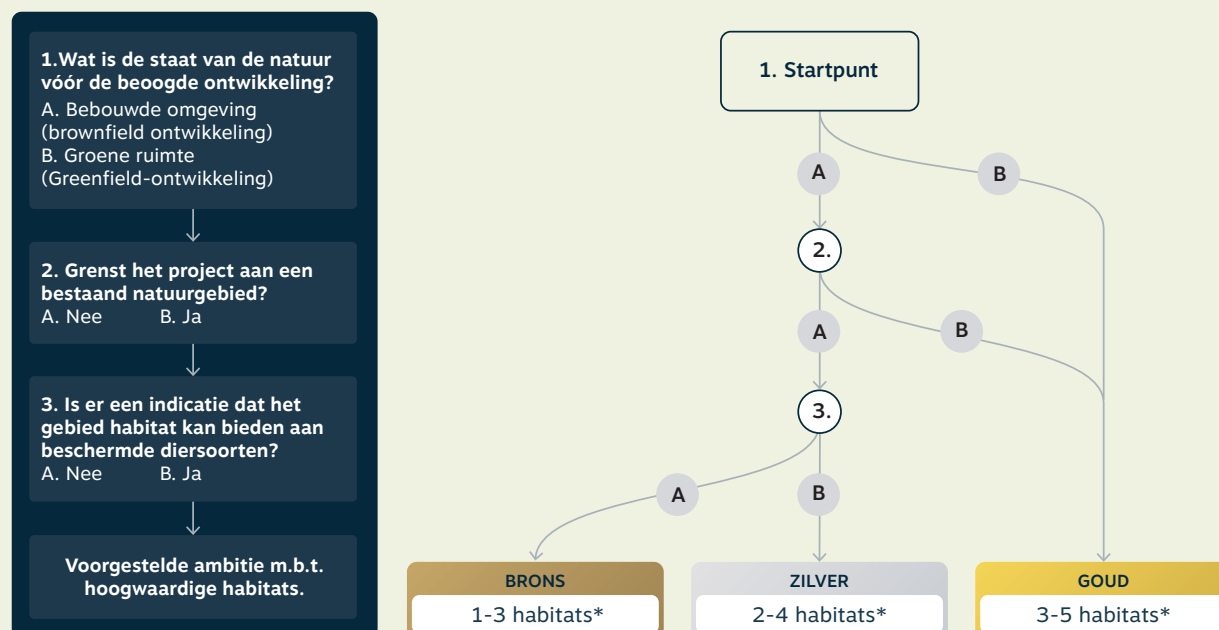 1.Wat is de staat van de natuur
vóór de beoogde ontwikkeling?
A. Bebouwde omgeving
(brownfield ontwikkeling)
B. Groene ruimte
(Greenfield-ontwikkeling)
2. Grenst het project aan een
bestaand natuurgebied?
A. Nee B. Ja
3. Is er een indicatie dat het
gebied habitat kan bieden aan
beschermde diersoorten?
A. Nee B. Ja
Voorgestelde ambitie m.b.t.
hoogwaardige habitats.
1. Startpunt
A
B
2.
A
B
3.
A
B
BRONS
1-3 habitats*
ZILVER
2-4 habitats*
GOUD
3-5 habitats*